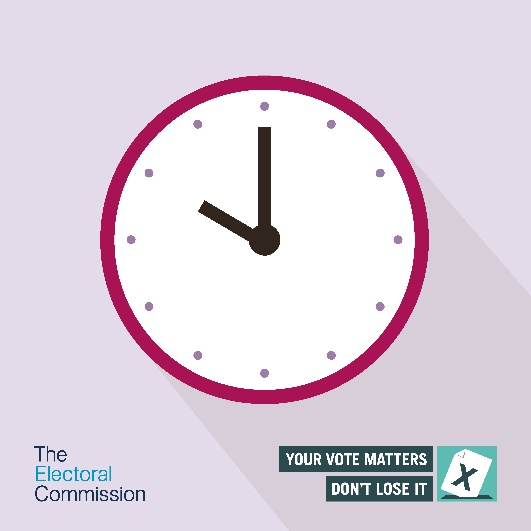 The
Electoral
Commission
YOUR VOTE MATTERS
DON'T LOSE IT
X